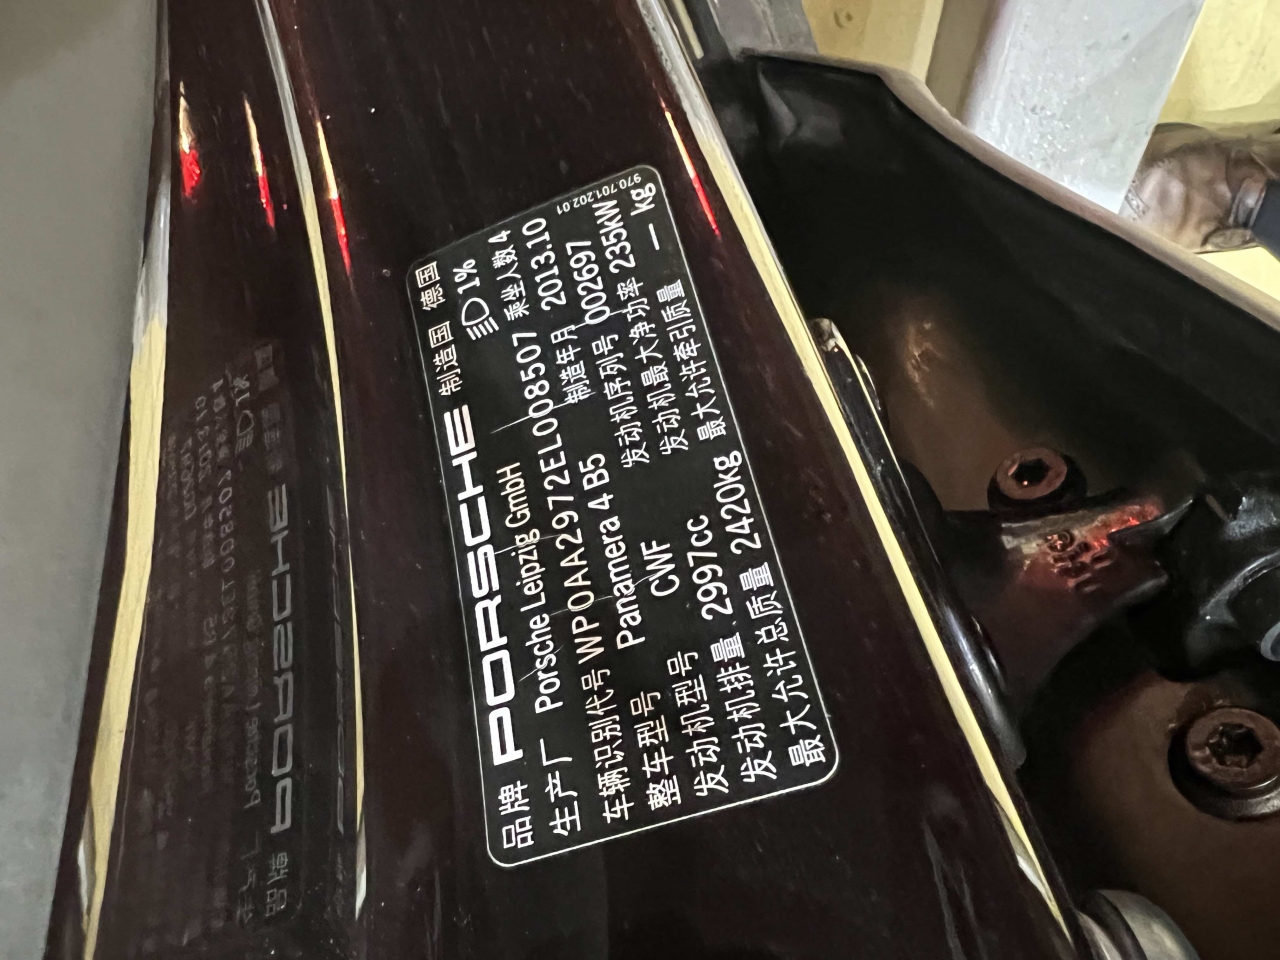 970.701.202.01
品牌 PORSCHE 制造国 德国
生产厂 Porsche Leipzig GmbH 1% 
车辆识别代号 WP0AA2972EL008507 乘坐人数 4
整车型号 Panamera 4 B5 制造年月 2013.10
发动机型号 CWF 发动机序列号 002697
发动机排量 2997cc 发动机最大净功率 235kW
最大允许总质量 2420kg 最大允许牵引质量 — kg